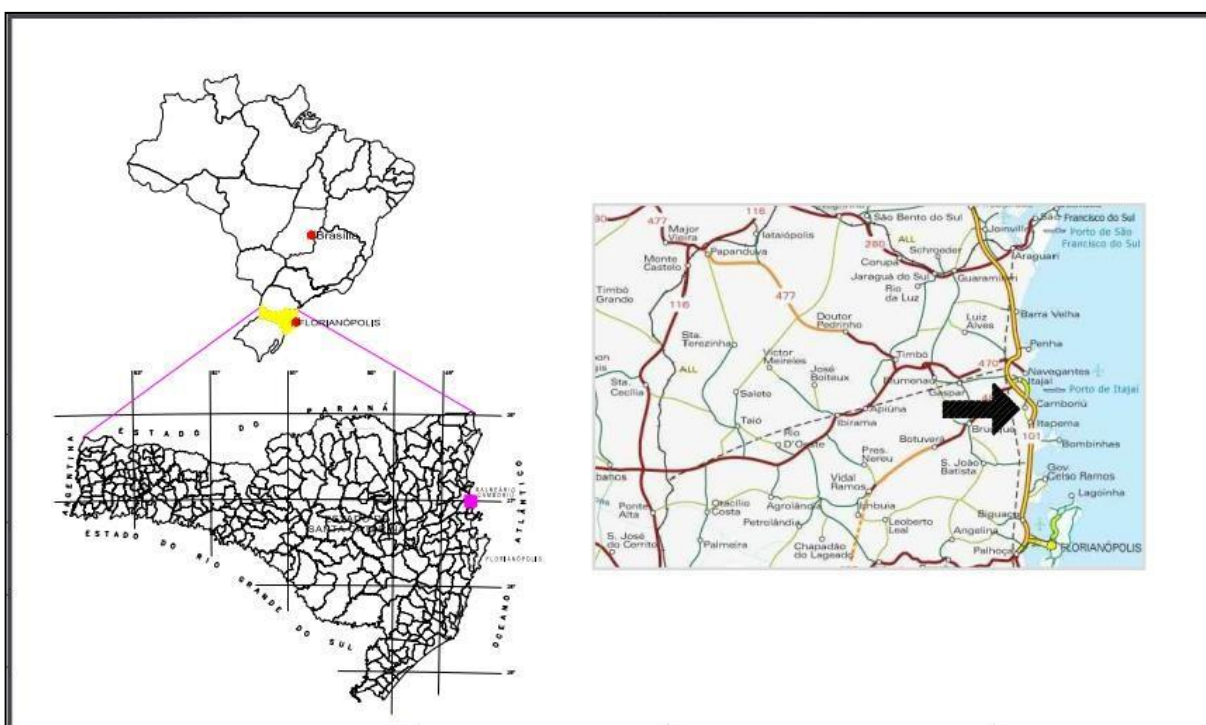 Brasília
FLORIANÓPOLIS
PARANÁ
ESTADO DO
ARGENTINA
BALNEÁRIO
CAMBORIÚ
FLORIANÓPOLIS
ESTADO DO RIO GRANDE DO SUL
OCEANO ATLÂNTICO
477
116
São Bento do Sul
Joinville
São Francisco do Sul
Porto de São
Francisco do Sul
Major
Vieira
Papanduva
280
ALL
Schroeder
Araquari
Monte
Castelo
Corupá
Jaraguá do Sul
Guaramirim
Rio
da Luz
Timbó
Grande
116
477
Doutor
Pedrinho
Luiz
Alves
Barra Velha
Sta.
Terezinha
Victor
Meireles
José
Boiteux
Timbó
Penha
470
Navegantes
Itajaí
Porto de Itajaí
ALL
Sta.
Cecília
Salete
Blumenau
Gaspar
Camboriú
Taió
Apiúna
Ibirama
Itapema
101
Rio
D'Oeste
Botuverá
Bombinhas
Pres.
Nereu
S. João
Batista
Gov.
Celso Ramos
Vidal
Ramos
Lagoinha
Ponte
Alta
Otacílio
Costa
Agrolândia
Imbuia
Petrolândia
Leoberto
Leal
Angelina
S. José
do Cerrito
Palmeira
Chapadão
do Lageado
Palhoça
FLORIANÓPOLIS